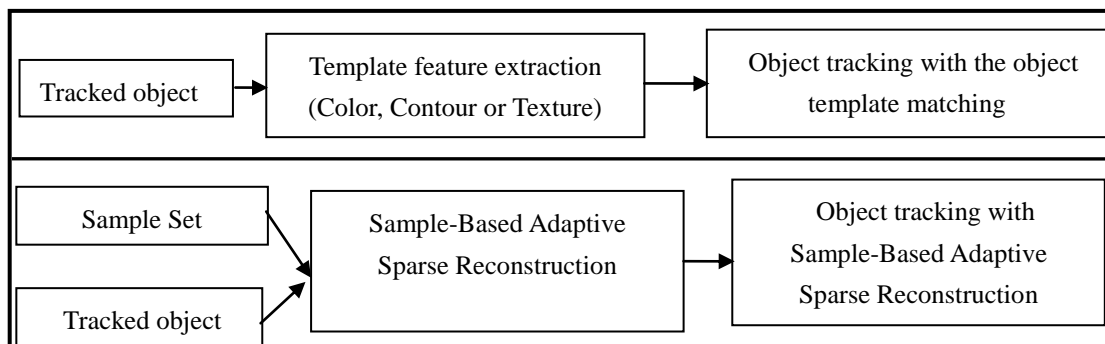 Tracked object
Template feature extraction
(Color, Contour or Texture)
Object tracking with the object
template matching
Sample Set
Tracked object
Sample-Based Adaptive
Sparse Reconstruction
Object tracking with
Sample-Based Adaptive
Sparse Reconstruction